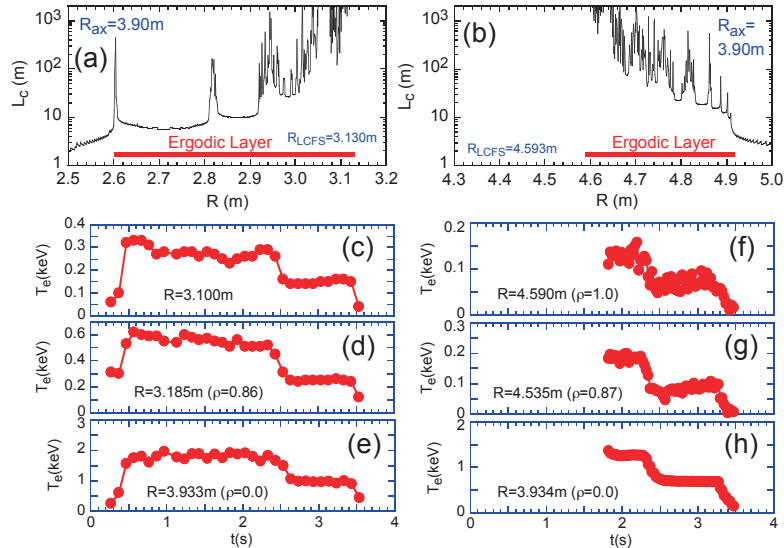 R_ax=3.90m
(a)
10³
10²
10
1
L_C (m)
Ergodic Layer
R_LCFS=3.130m
2.5 2.6 2.7 2.8 2.9 3.0 3.1 3.2
R (m)
(b)
R_ax=
3.90m
10³
10²
10
1
L_C (m)
Ergodic Layer
R_LCFS=4.593m
4.3 4.4 4.5 4.6 4.7 4.8 4.9 5.0
R (m)
(c)
0.4
0.3
0.2
0.1
0
T_e(keV)
R=3.100m
(d)
0.6
0.4
0.2
0
T_e(keV)
R=3.185m (ρ=0.86)
(e)
3
2
1
0
T_e(keV)
R=3.933m (ρ=0.0)
0 1 2 3 4
t(s)
(f)
0.2
0.1
0
T_e(keV)
R=4.590m (ρ=1.0)
(g)
0.3
0.2
0.1
0
T_e(keV)
R=4.535m (ρ=0.87)
(h)
2
1
0
T_e(keV)
R=3.934m (ρ=0.0)
0 1 2 3 4
t(s)